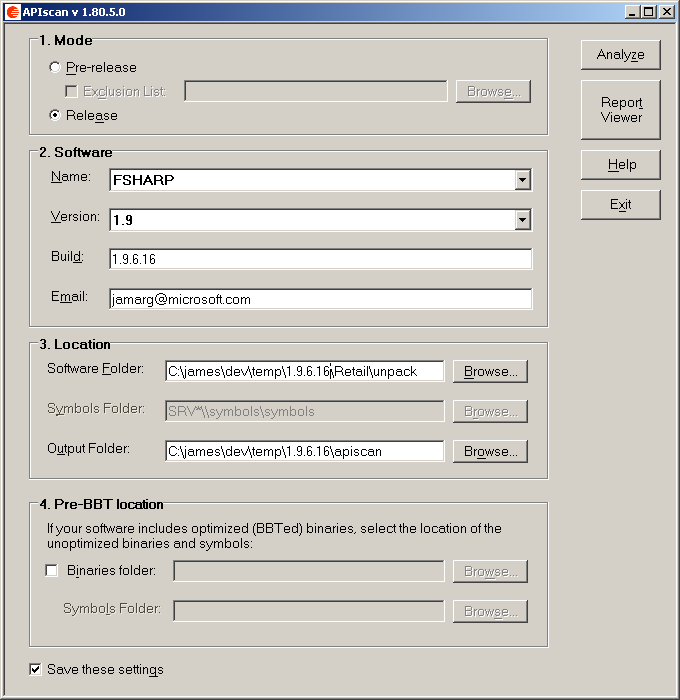 APIscan v 1.80.5.0
1. Mode
Pre-release
Exclusion List:
Browse...
Release
Analyze
Report
Viewer
Help
Exit
2. Software
Name:
FSHARP
Version:
1.9
Build:
1.9.6.16
Email:
jamarg@microsoft.com
3. Location
Software Folder:
C:\james\dev\temp\1.9.6.16\Retail\unpack
Browse...
Symbols Folder:
SRV*\\symbols\symbols
Browse...
Output Folder:
C:\james\dev\temp\1.9.6.16\apiscan
Browse...
4. Pre-BBT location
If your software includes optimized (BBTed) binaries, select the location of the
unoptimized binaries and symbols:
Binaries folder:
Browse...
Symbols Folder:
Browse...
Save these settings